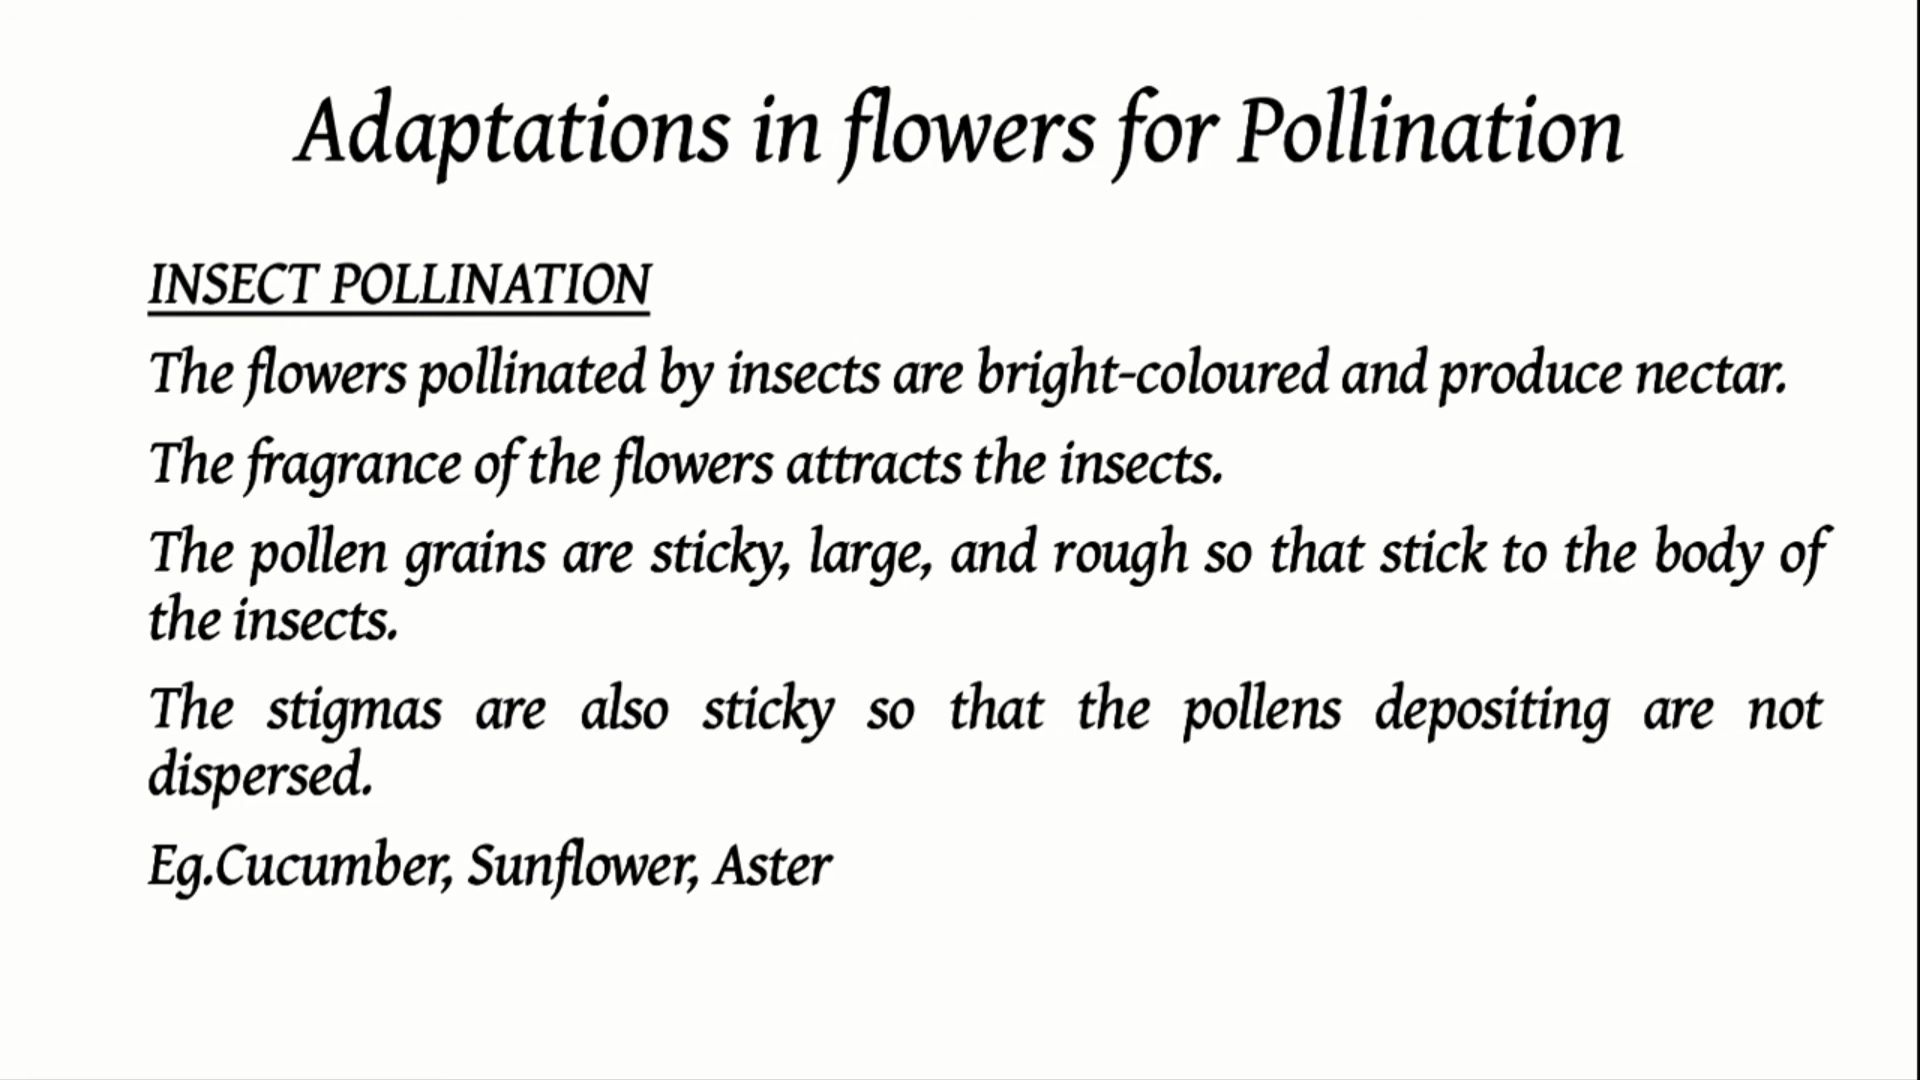 Adaptations in flowers for Pollination
INSECT POLLINATION
The flowers pollinated by insects are bright-coloured and produce nectar.
The fragrance of the flowers attracts the insects.
The pollen grains are sticky, large, and rough so that stick to the body of
the insects.
The stigmas are also sticky so that the pollens depositing are not
dispersed.
Eg.Cucumber, Sunflower, Aster